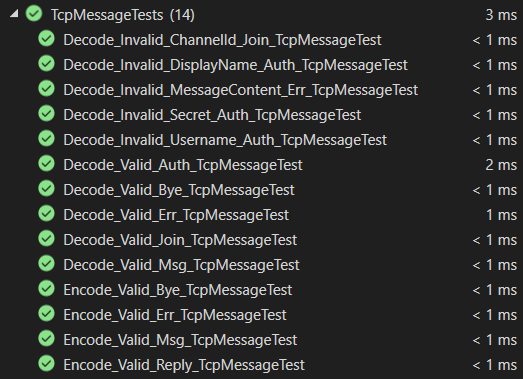 TcpMessageTests (14) 3 ms
Decode_Invalid_ChannelId_Join_TcpMessageTest < 1 ms
Decode_Invalid_DisplayName_Auth_TcpMessageTest < 1 ms
Decode_Invalid_MessageContent_Err_TcpMessageTest < 1 ms
Decode_Invalid_Secret_Auth_TcpMessageTest < 1 ms
Decode_Invalid_Username_Auth_TcpMessageTest < 1 ms
Decode_Valid_Auth_TcpMessageTest 2 ms
Decode_Valid_Bye_TcpMessageTest < 1 ms
Decode_Valid_Err_TcpMessageTest 1 ms
Decode_Valid_Join_TcpMessageTest < 1 ms
Decode_Valid_Msg_TcpMessageTest < 1 ms
Encode_Valid_Bye_TcpMessageTest < 1 ms
Encode_Valid_Err_TcpMessageTest < 1 ms
Encode_Valid_Msg_TcpMessageTest < 1 ms
Encode_Valid_Reply_TcpMessageTest < 1 ms